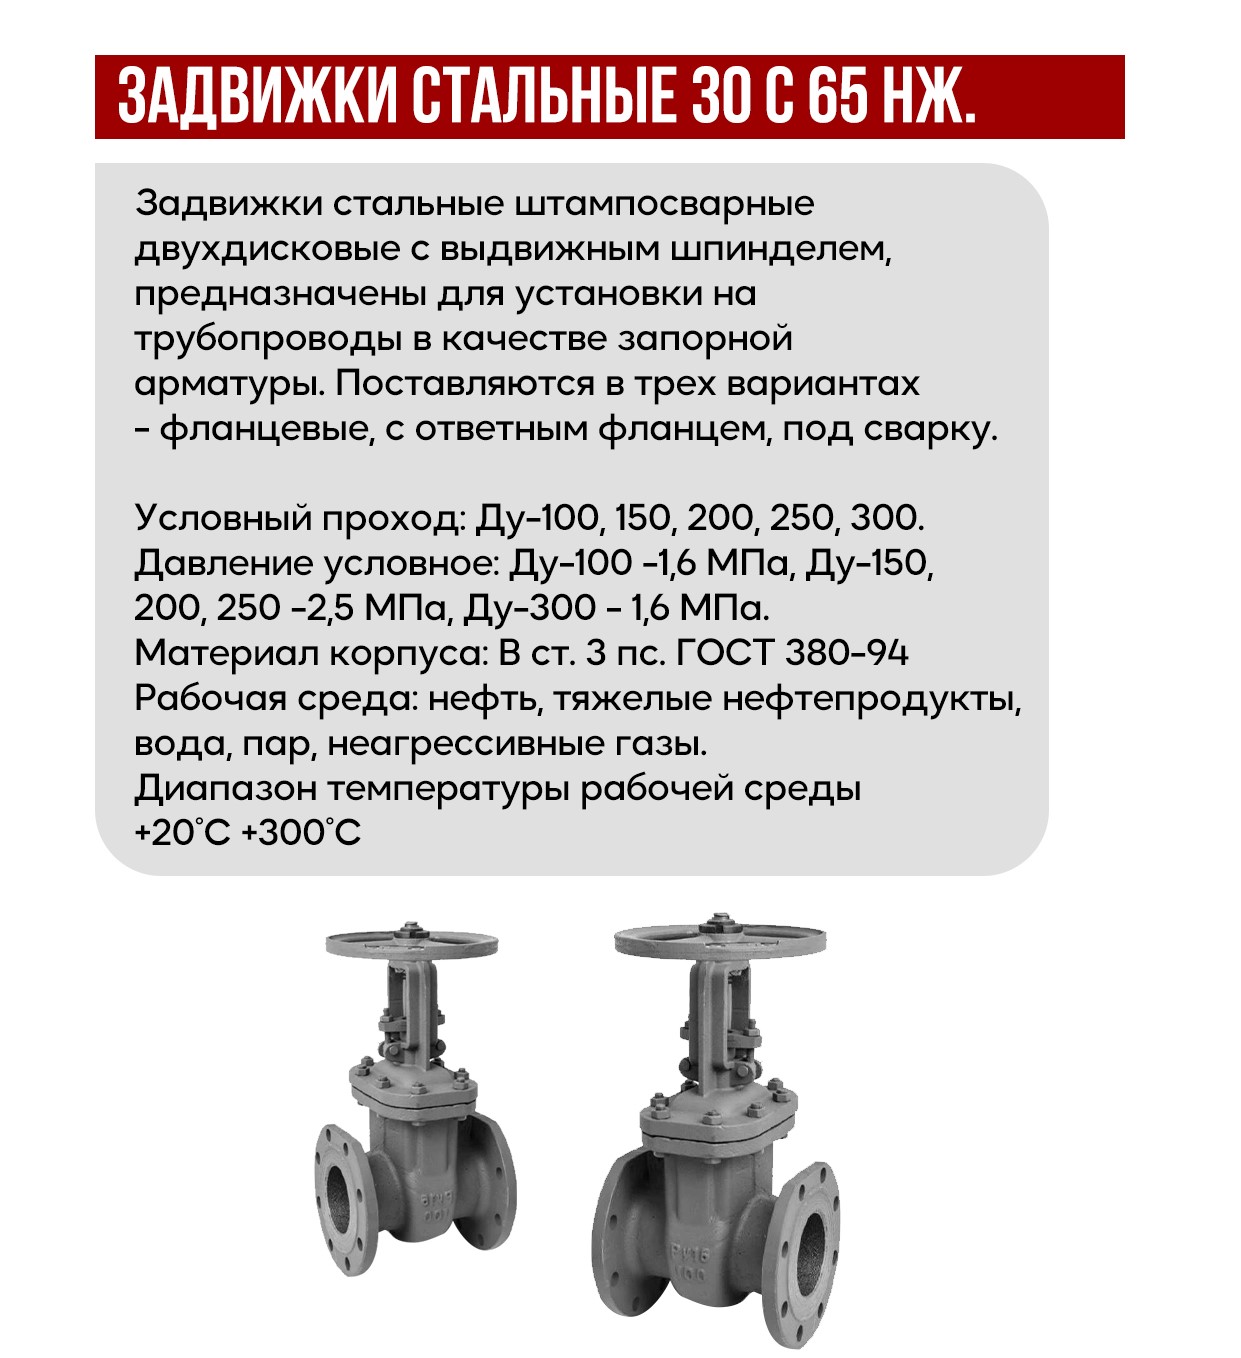 ЗАДВИЖКИ СТАЛЬНЫЕ 30 С 65 НЖ.
Задвижки стальные штампосварные
двухдисковые с выдвижным шпинделем,
предназначены для установки на
трубопроводы в качестве запорной
арматуры. Поставляются в трех вариантах
- фланцевые, с ответным фланцем, под сварку.
Условный проход: Ду-100, 150, 200, 250, 300.
Давление условное: Ду-100 -1,6 МПа, Ду-150,
200, 250 -2,5 МПа, Ду-300 - 1,6 МПа.
Материал корпуса: В ст. 3 пс. ГОСТ 380-94
Рабочая среда: нефть, тяжелые нефтепродукты,
вода, пар, неагрессивные газы.
Диапазон температуры рабочей среды
+20°С +300°С
РУ16
100